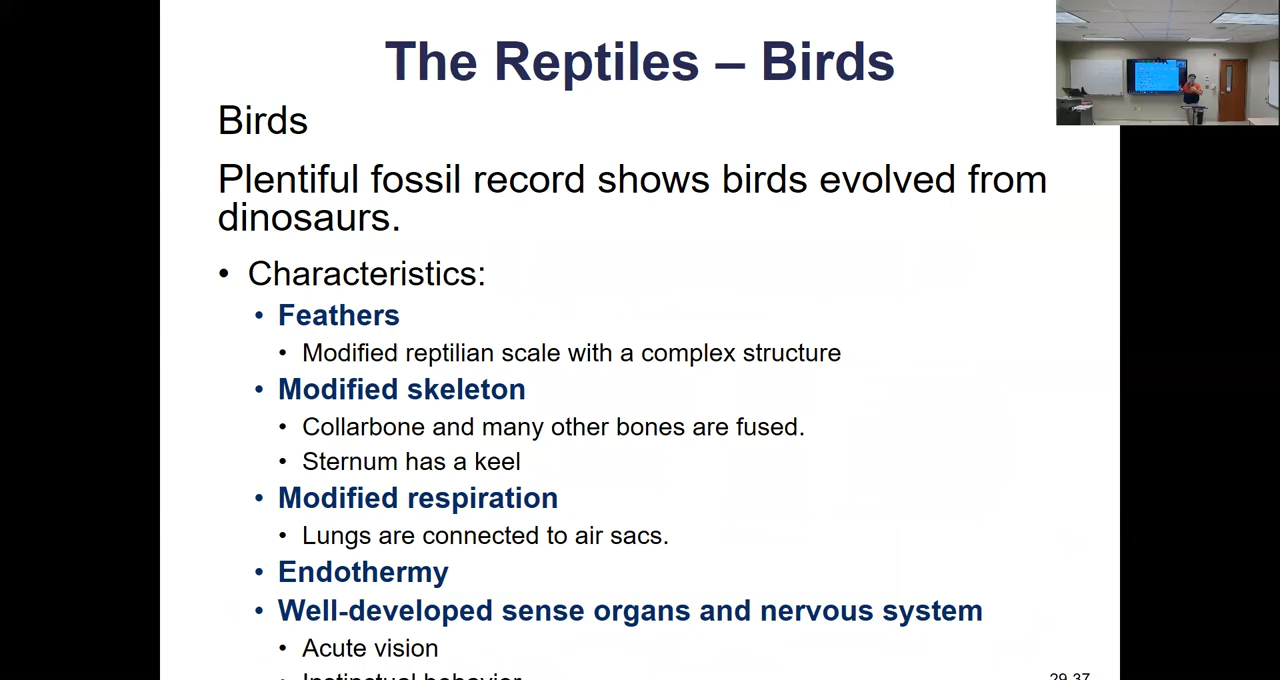 The Reptiles – Birds
Birds
Plentiful fossil record shows birds evolved from
dinosaurs.
• Characteristics:
• Feathers
• Modified reptilian scale with a complex structure
• Modified skeleton
• Collarbone and many other bones are fused.
• Sternum has a keel
• Modified respiration
• Lungs are connected to air sacs.
• Endothermy
• Well-developed sense organs and nervous system
• Acute vision
• Instinctual behavior
29.37